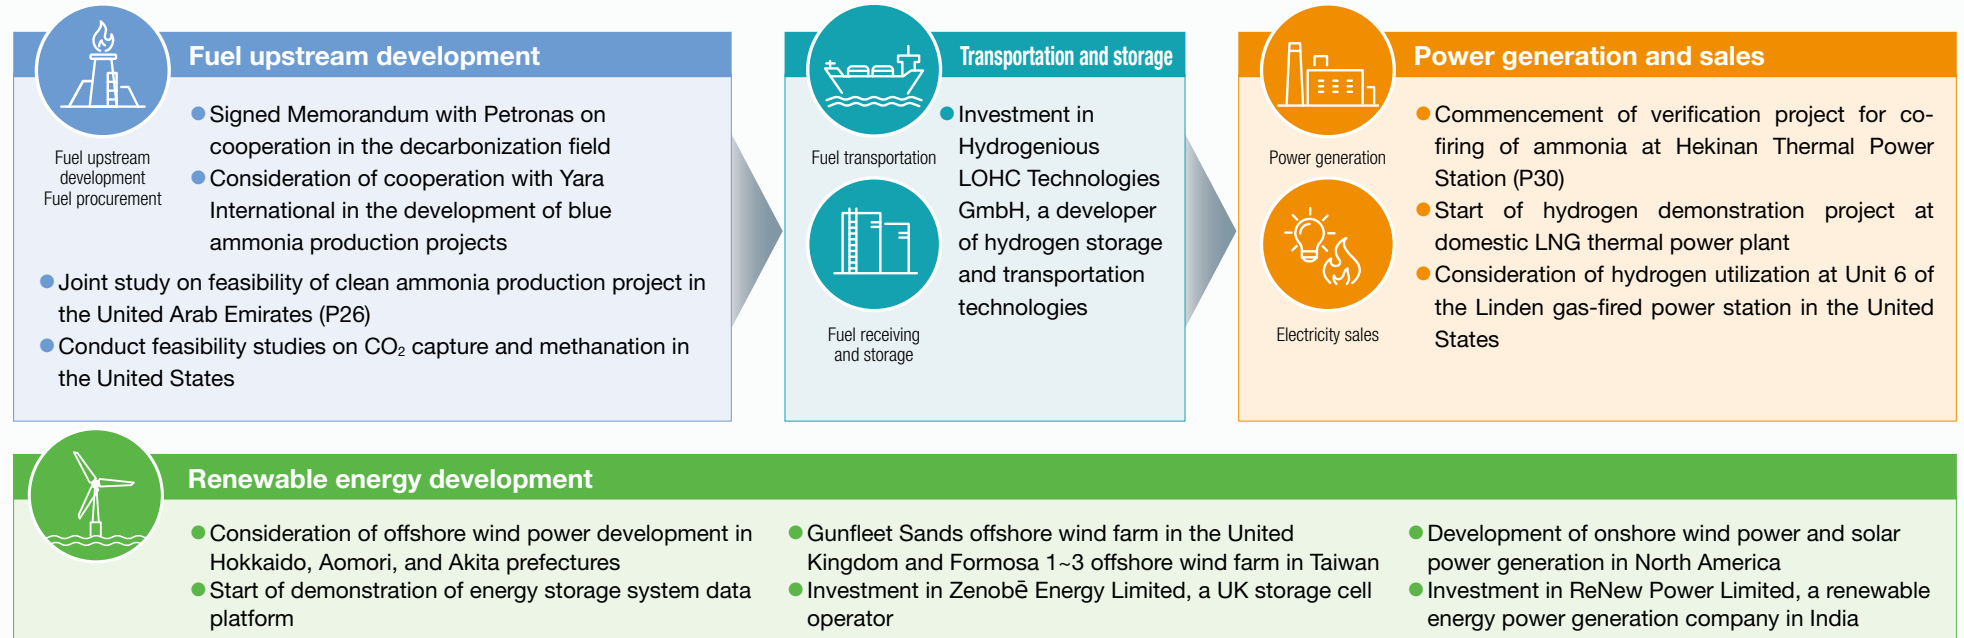 Fuel upstream development
Fuel upstream
development
Fuel procurement
● Signed Memorandum with Petronas on
cooperation in the decarbonization field
● Consideration of cooperation with Yara
International in the development of blue
ammonia production projects
● Joint study on feasibility of clean ammonia production project in
the United Arab Emirates (P26)
● Conduct feasibility studies on CO₂ capture and methanation in
the United States
Transportation and storage
Fuel transportation
Fuel receiving
and storage
● Investment in
Hydrogenious
LOHC Technologies
GmbH, a developer
of hydrogen storage
and transportation
technologies
Power generation and sales
Power generation
Electricity sales
● Commencement of verification project for co-
firing of ammonia at Hekinan Thermal Power
Station (P30)
● Start of hydrogen demonstration project at
domestic LNG thermal power plant
● Consideration of hydrogen utilization at Unit 6 of
the Linden gas-fired power station in the United
States
Renewable energy development
● Consideration of offshore wind power development in
Hokkaido, Aomori, and Akita prefectures
● Start of demonstration of energy storage system data
platform
● Gunfleet Sands offshore wind farm in the United
Kingdom and Formosa 1~3 offshore wind farm in Taiwan
● Investment in Zenobē Energy Limited, a UK storage cell
operator
● Development of onshore wind power and solar
power generation in North America
● Investment in ReNew Power Limited, a renewable
energy power generation company in India